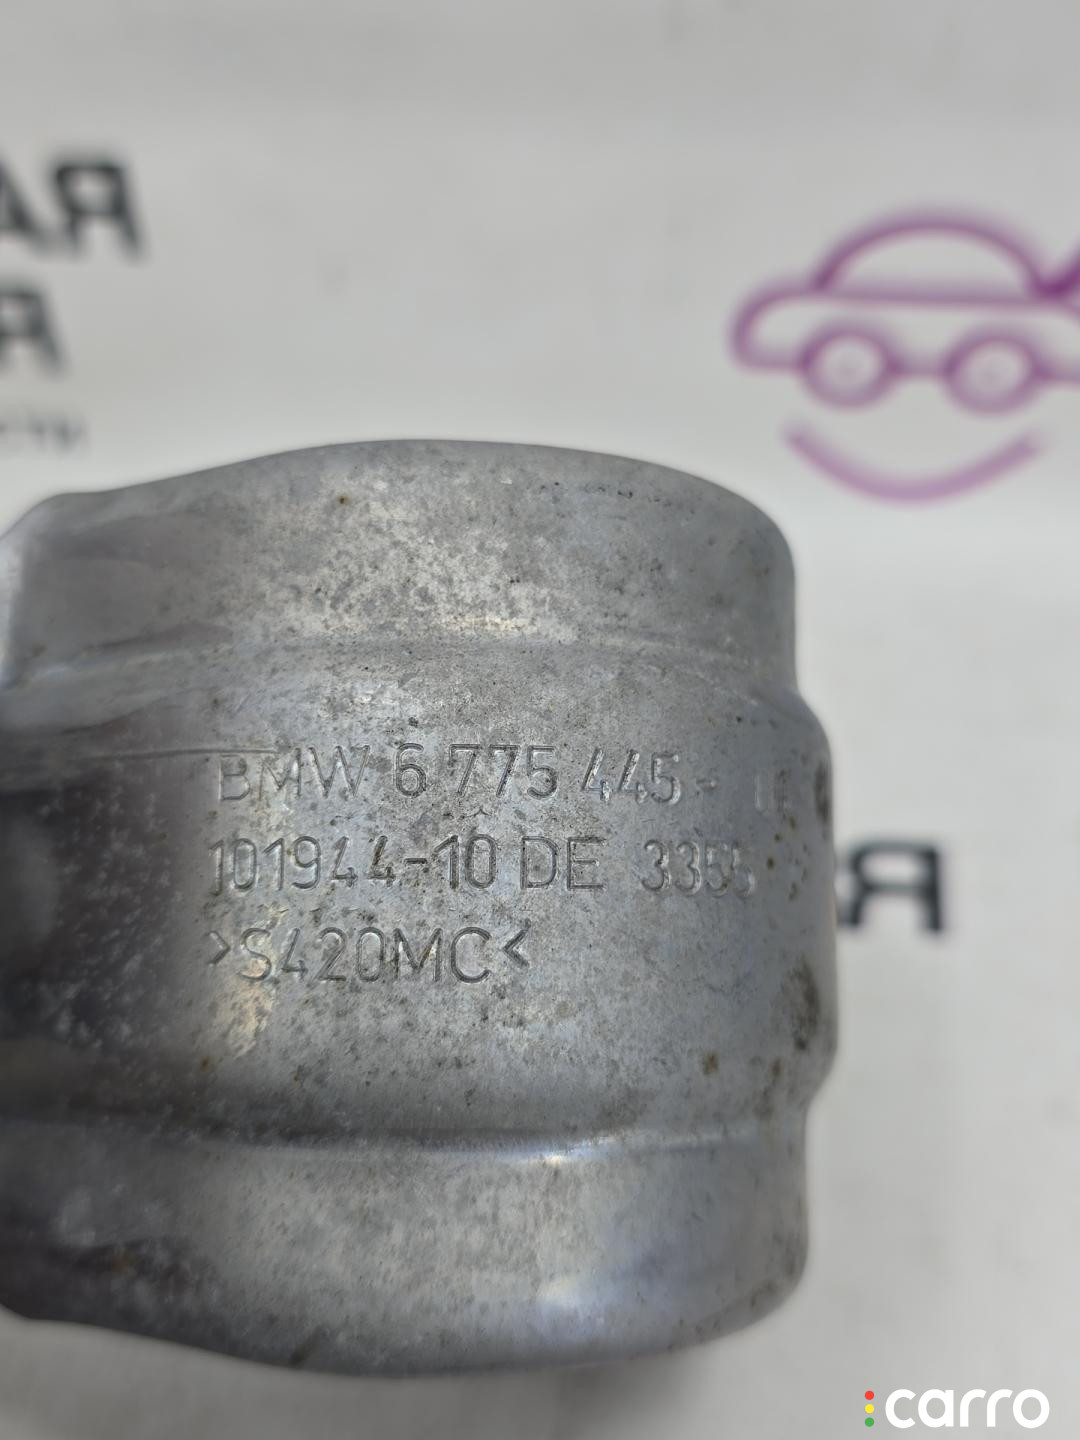 BMW 6 775 445-
101944-10 DE 3355
>S420MC<
carro